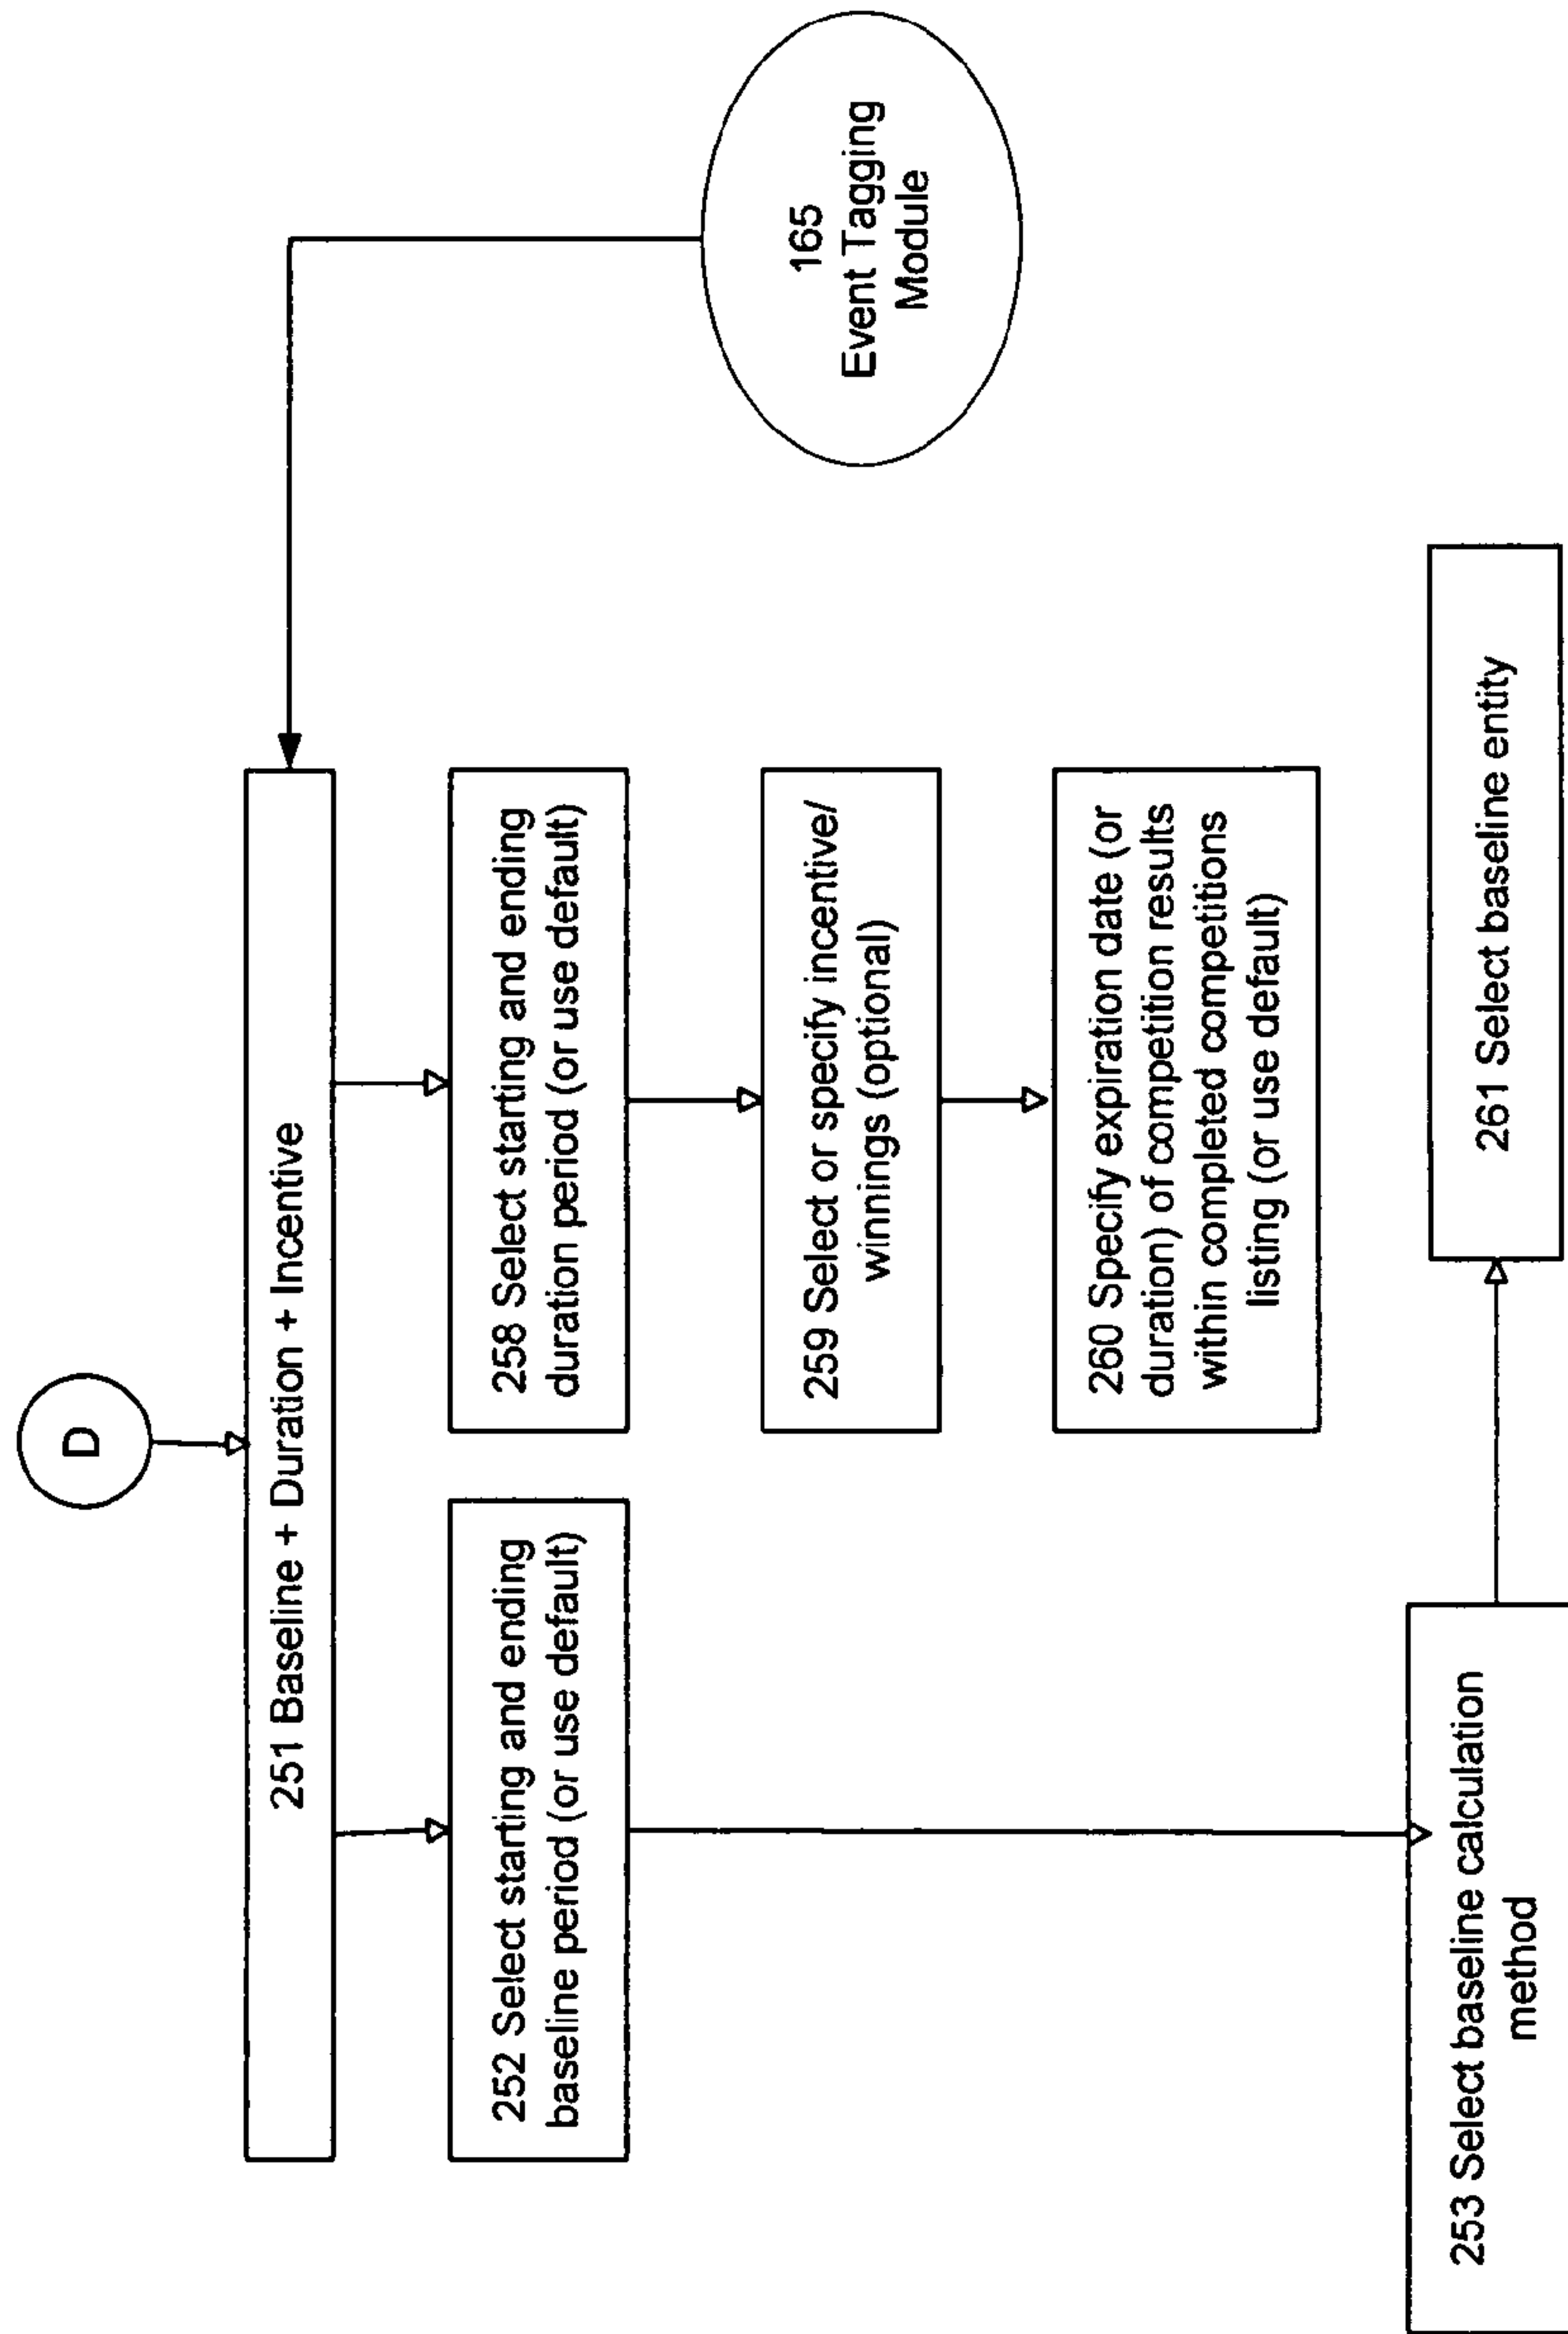 D
251 Baseline + Duration + Incentive
252 Select starting and ending
baseline period (or use default)
258 Select starting and ending
duration period (or use default)
259 Select or specify incentive/
winnings (optional)
260 Specify expiration date (or
duration) of competition results
within completed competitions
listing (or use default)
165
Event Tagging
Module
253 Select baseline calculation
method
261 Select baseline entity